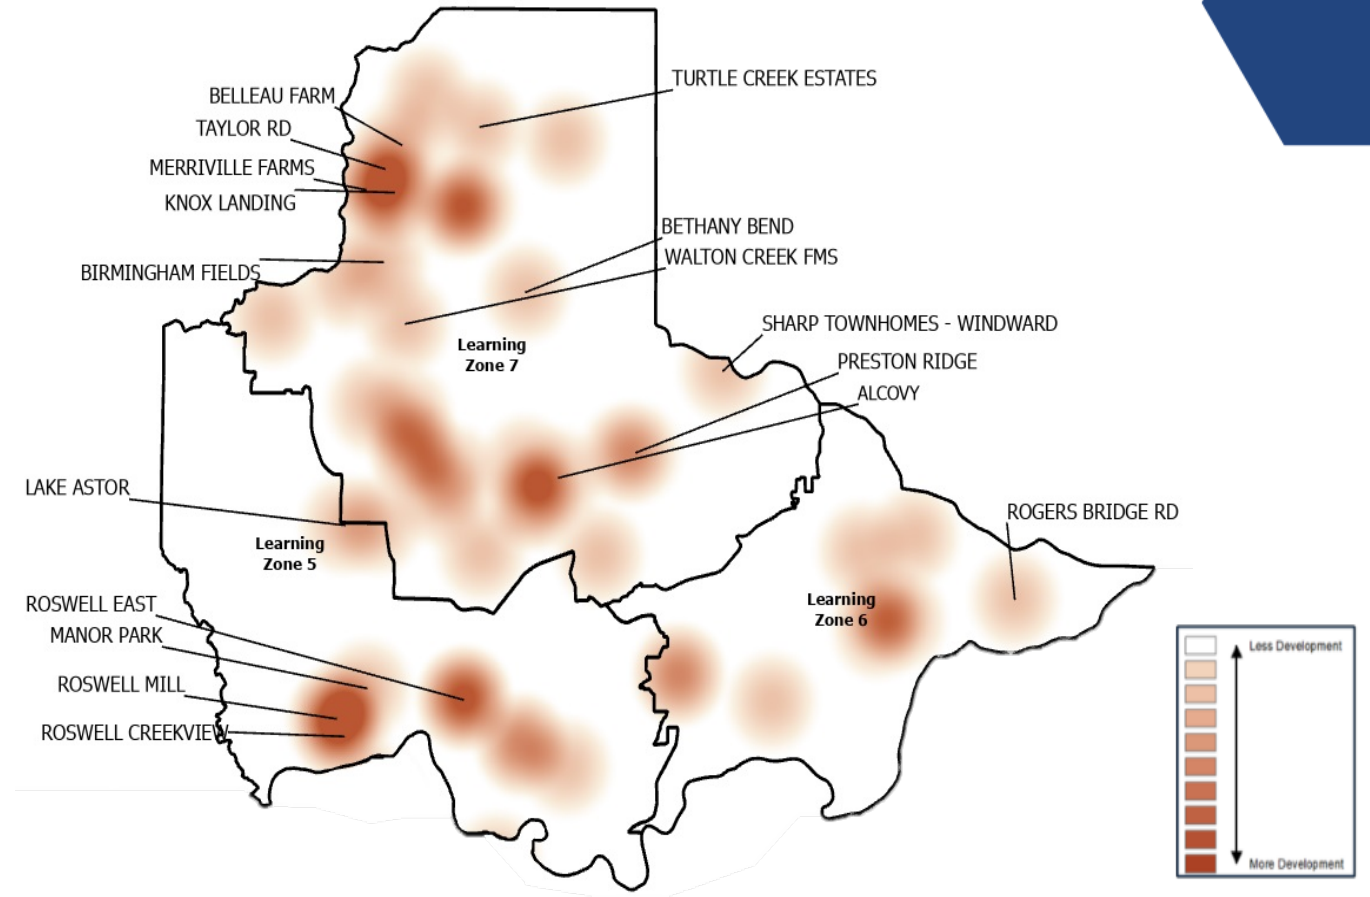 TURTLE CREEK ESTATES
BELLEAU FARM
TAYLOR RD
MERRIVILLE FARMS
KNOX LANDING
BETHANY BEND
WALTON CREEK FMS
BIRMINGHAM FIELDS
SHARP TOWNHOMES - WINDWARD
Learning
Zone 7
PRESTON RIDGE
ALCOVY
LAKE ASTOR
ROGERS BRIDGE RD
Learning
Zone 5
Learning
Zone 6
ROSWELL EAST
MANOR PARK
ROSWELL MILL
ROSWELL CREEKVIEW
Less Development
More Development